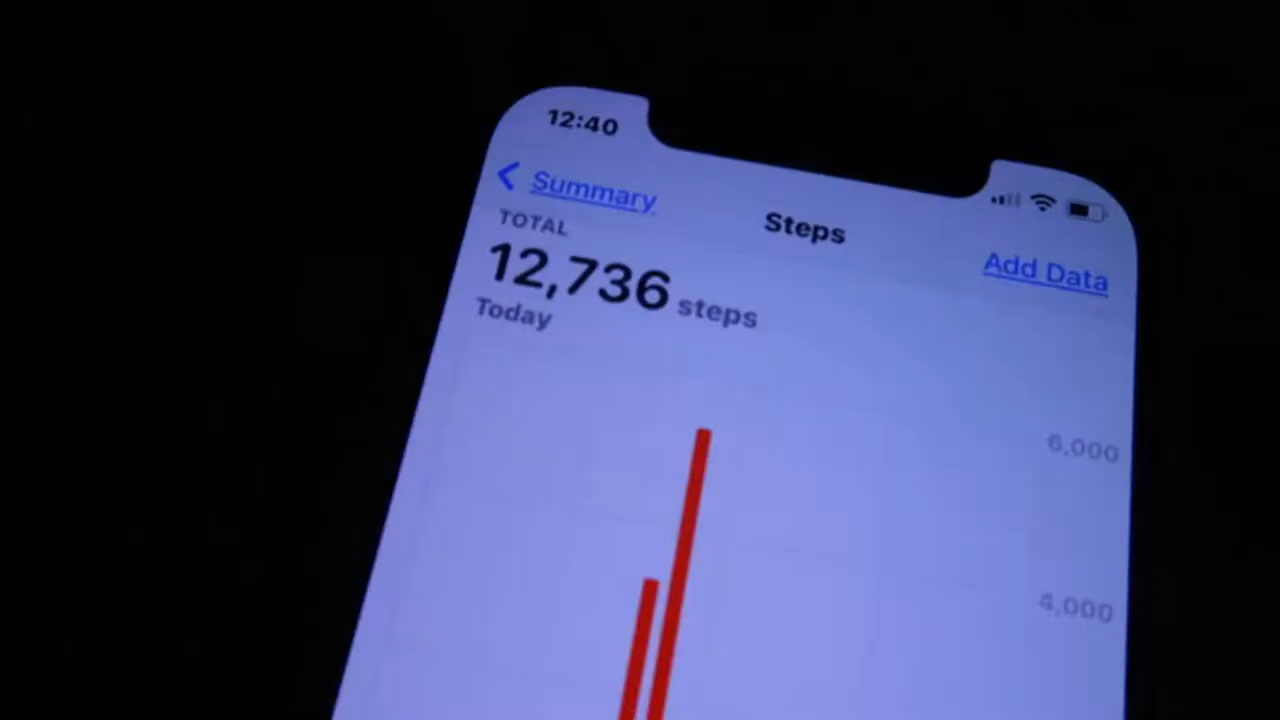 12:40
Summary
Steps
Add Data
TOTAL
12,736 steps
Today
6,000
4,000